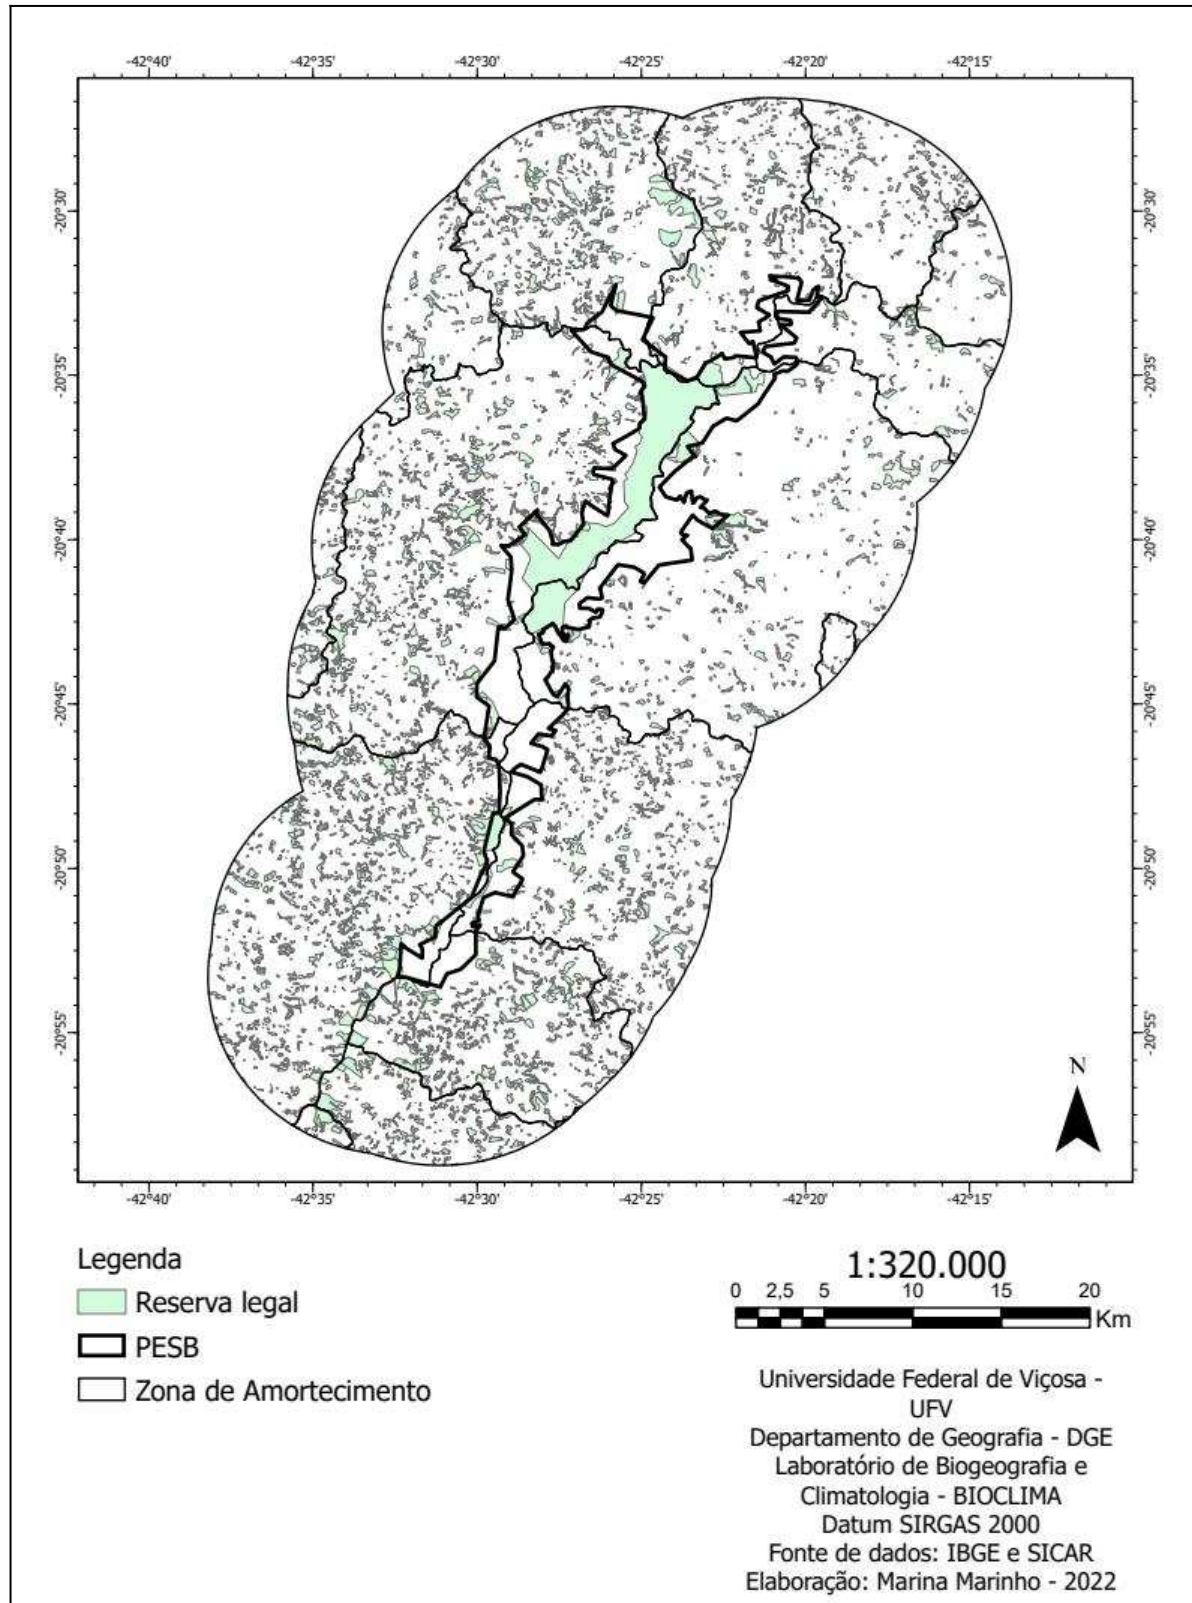 -42°40' -42°35' -42°30' -42°25' -42°20' -42°15'
-20°30' -20°30'
-20°35' -20°35'
-20°40' -20°40'
-20°45' -20°45'
-20°50' -20°50'
-20°55' -20°55'
N
-42°40' -42°35' -42°30' -42°25' -42°20' -42°15'
Legenda
Reserva legal
PESB
Zona de Amortecimento
1:320.000
0 2,5 5 10 15 20
Km
Universidade Federal de Viçosa -
UFV
Departamento de Geografia - DGE
Laboratório de Biogeografia e
Climatologia - BIOCLIMA
Datum SIRGAS 2000
Fonte de dados: IBGE e SICAR
Elaboração: Marina Marinho - 2022